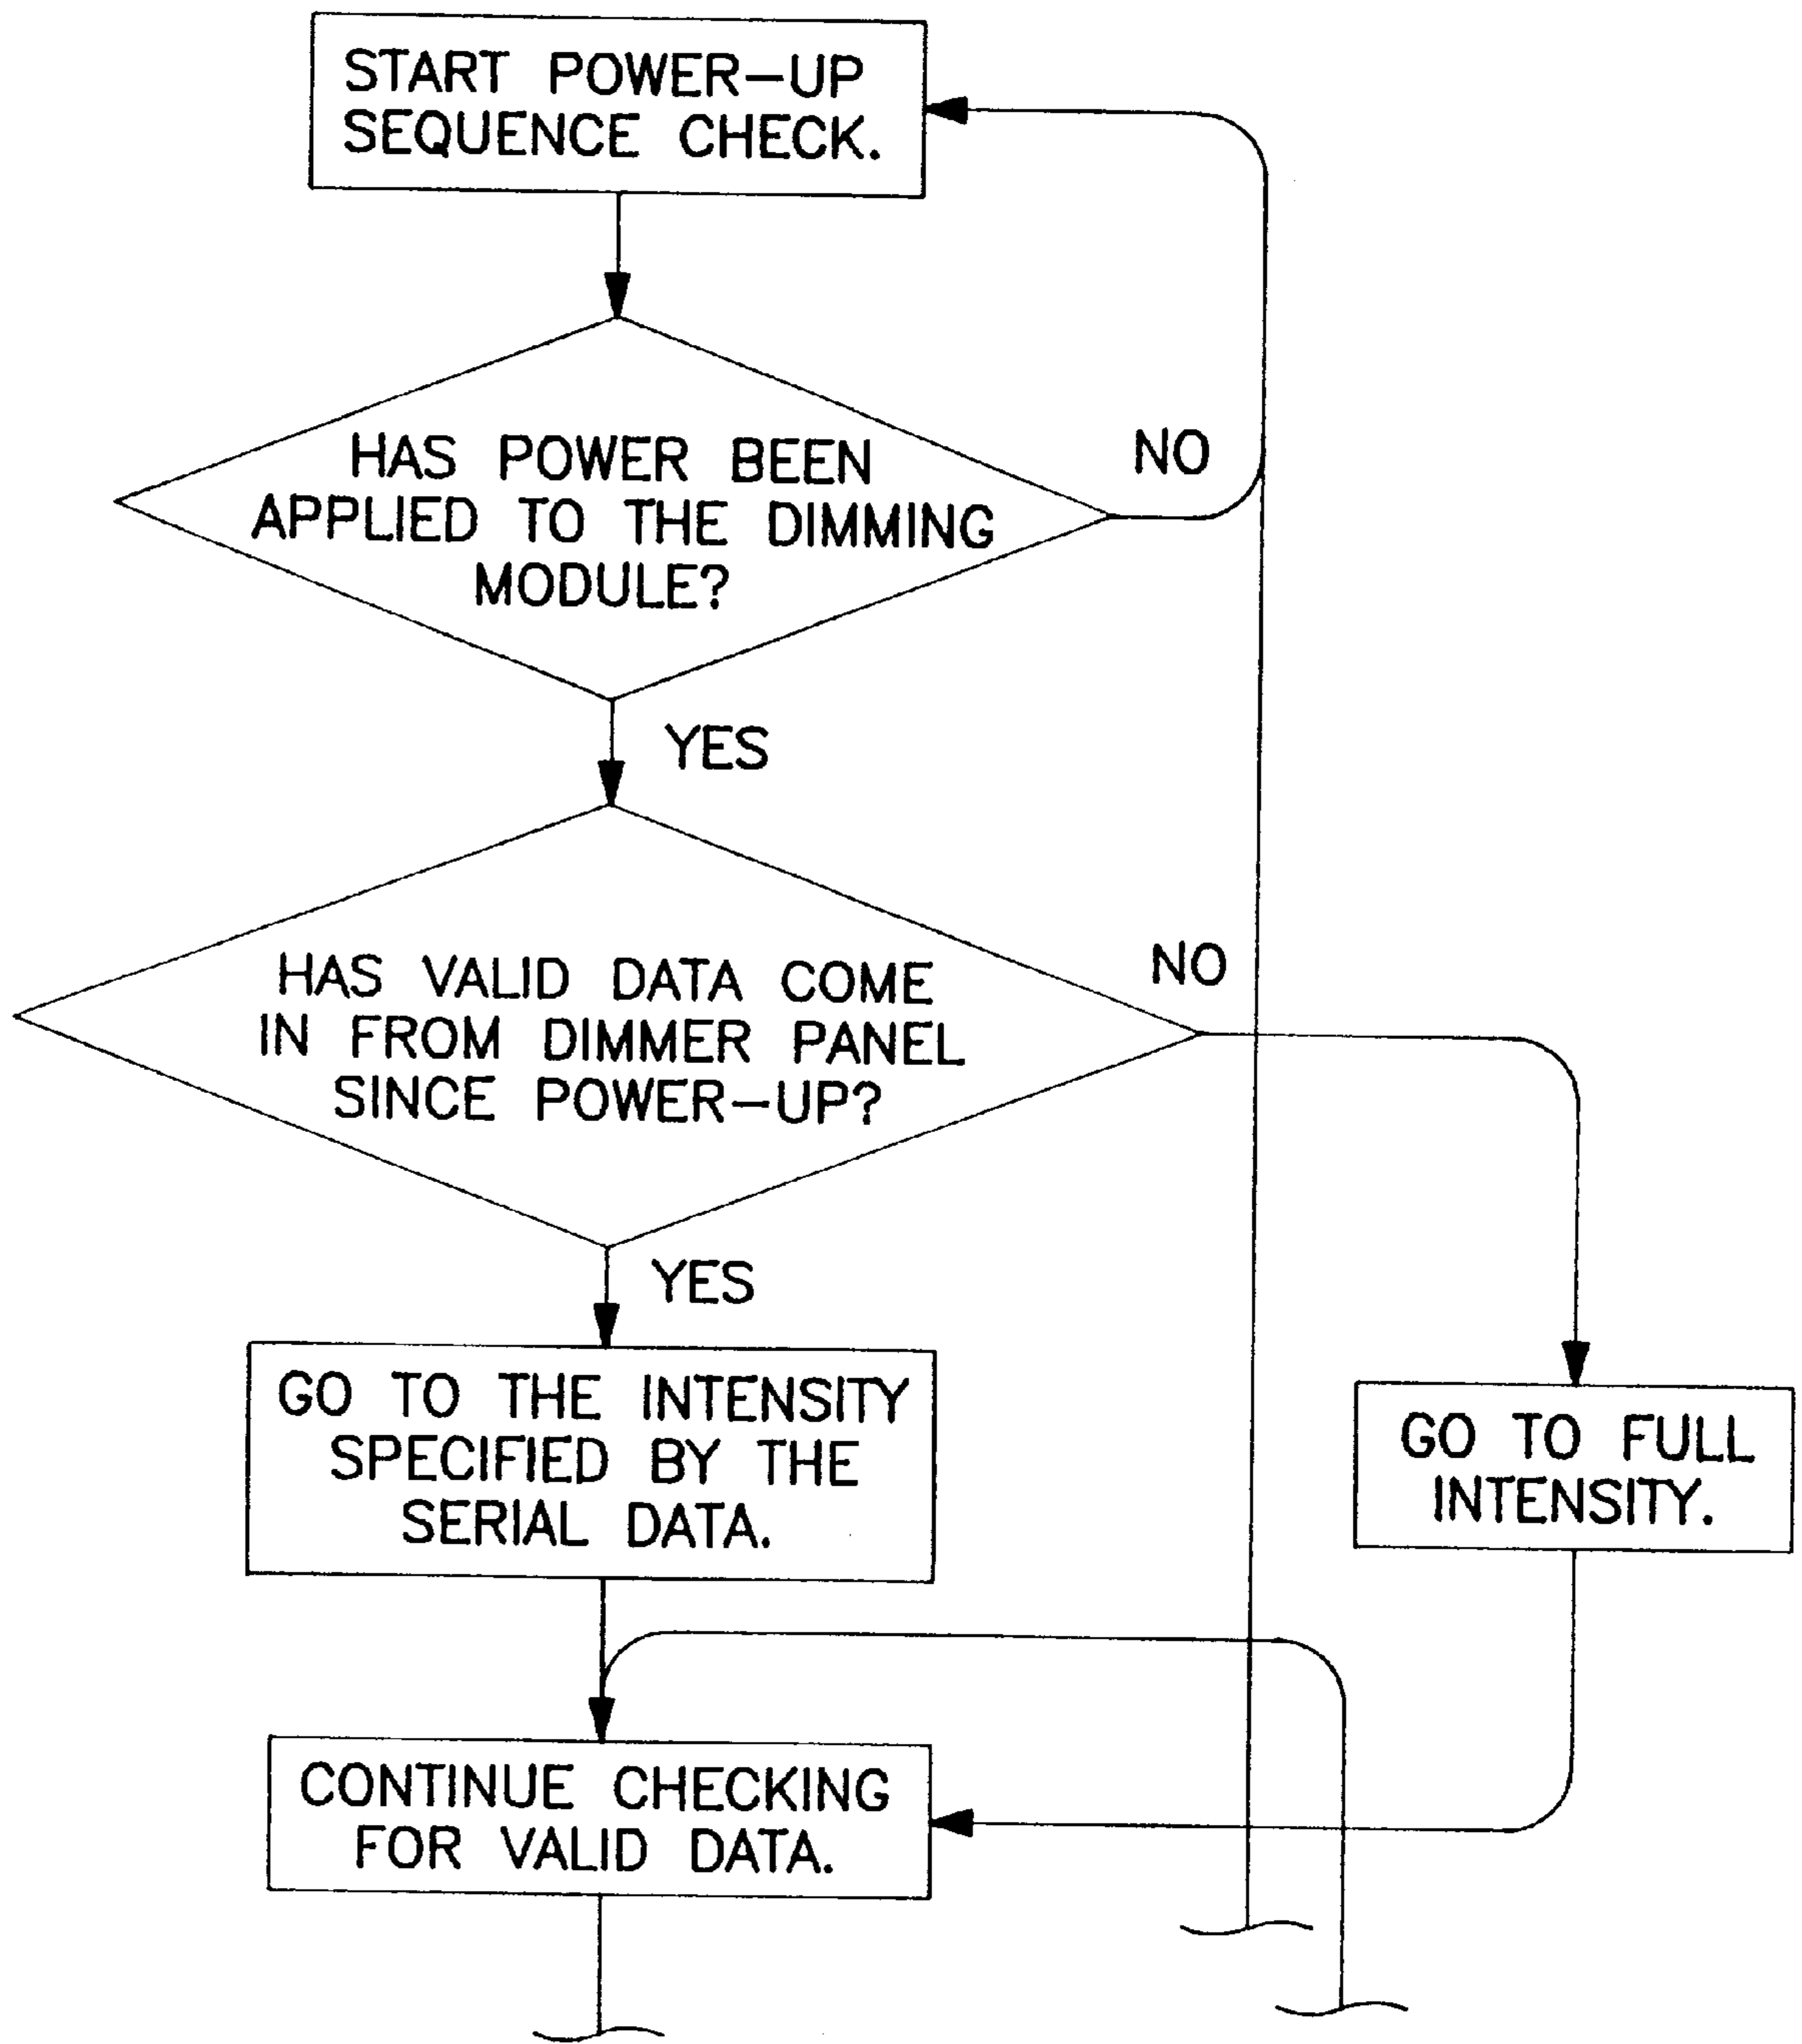 START POWER-UP
SEQUENCE CHECK.
HAS POWER BEEN
APPLIED TO THE DIMMING
MODULE?
NO
YES
HAS VALID DATA COME
IN FROM DIMMER PANEL
SINCE POWER-UP?
NO
YES
GO TO THE INTENSITY
SPECIFIED BY THE
SERIAL DATA.
GO TO FULL
INTENSITY.
CONTINUE CHECKING
FOR VALID DATA.